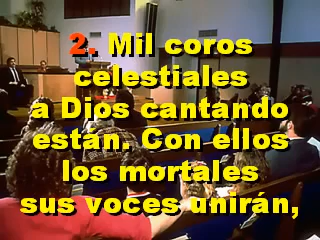 2. Mil coros
celestiales
a Dios cantando
están. Con ellos
los mortales
sus voces unirán,